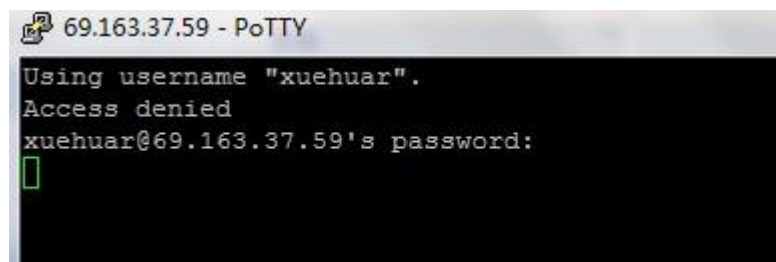 69.163.37.59 - PoTTY
Using username "xuehuar".
Access denied
xuehuar@69.163.37.59's password: